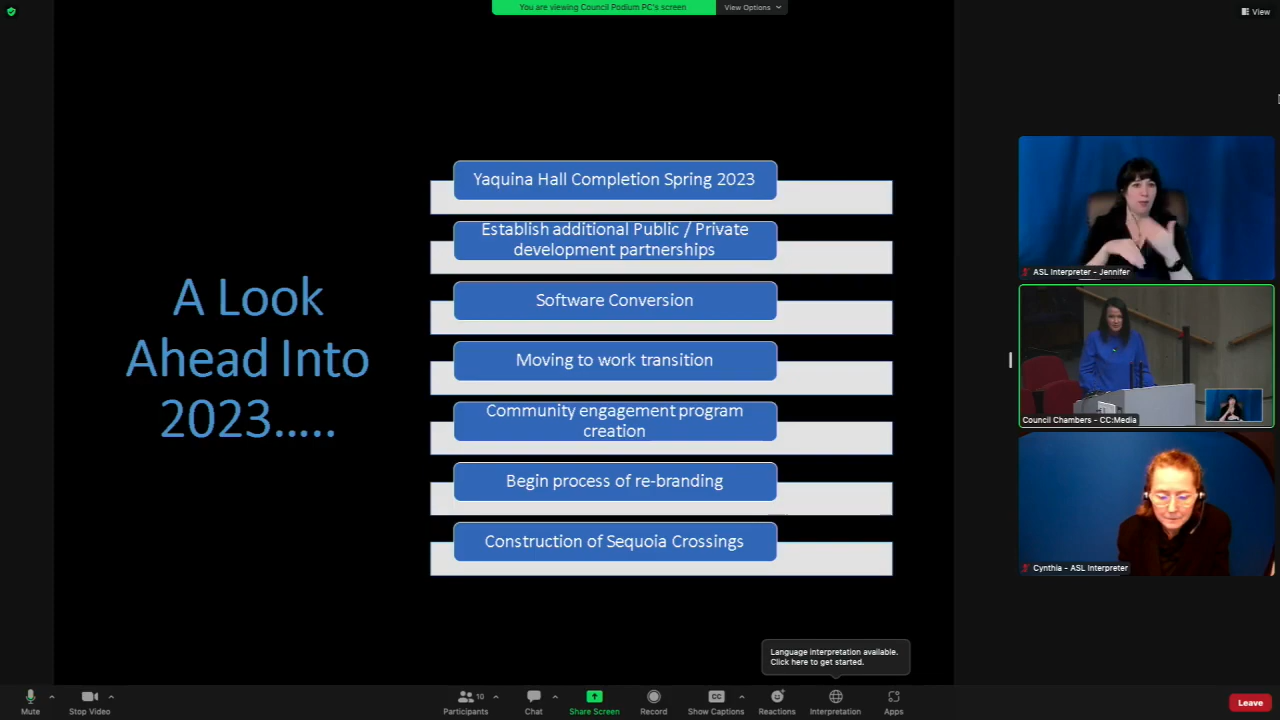 You are viewing Council Podium PC's screen
View Options
View
Yaquina Hall Completion Spring 2023
Establish additional Public / Private
development partnerships
Software Conversion
A Look
Ahead Into
2023.....
Moving to work transition
Community engagement program
creation
Begin process of re-branding
Construction of Sequoia Crossings
ASL Interpreter - Jennifer
Council Chambers - CC:Media
Cynthia - ASL Interpreter
Language interpretation available.
Click here to get started.
Mute
Stop Video
10
Participants
Chat
Share Screen
Record
CC
Show Captions
Reactions
Interpretation
Apps
Leave